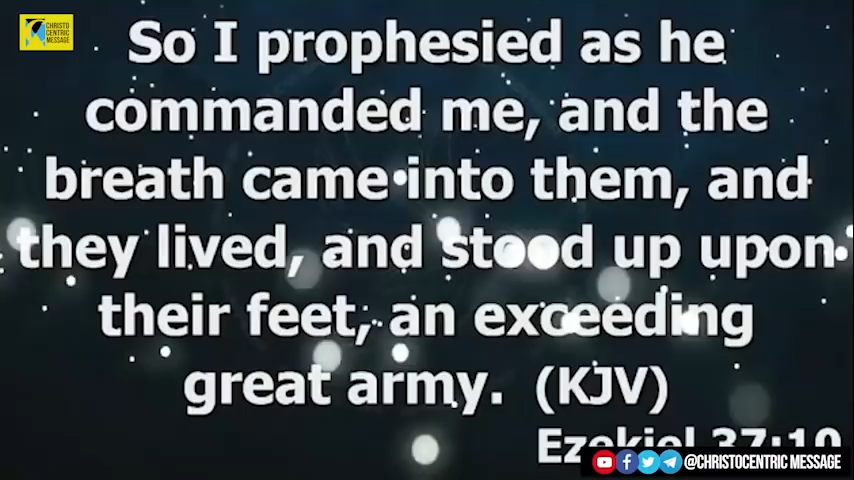 CHRISTO
CENTRIC
MESSAGE
So I prophesied as he
commanded me, and the
breath came into them, and
they lived, and stood up upon
their feet, an exceeding
great army. (KJV)
Ezekiel 37:10
@CHRISTOCENTRIC MESSAGE